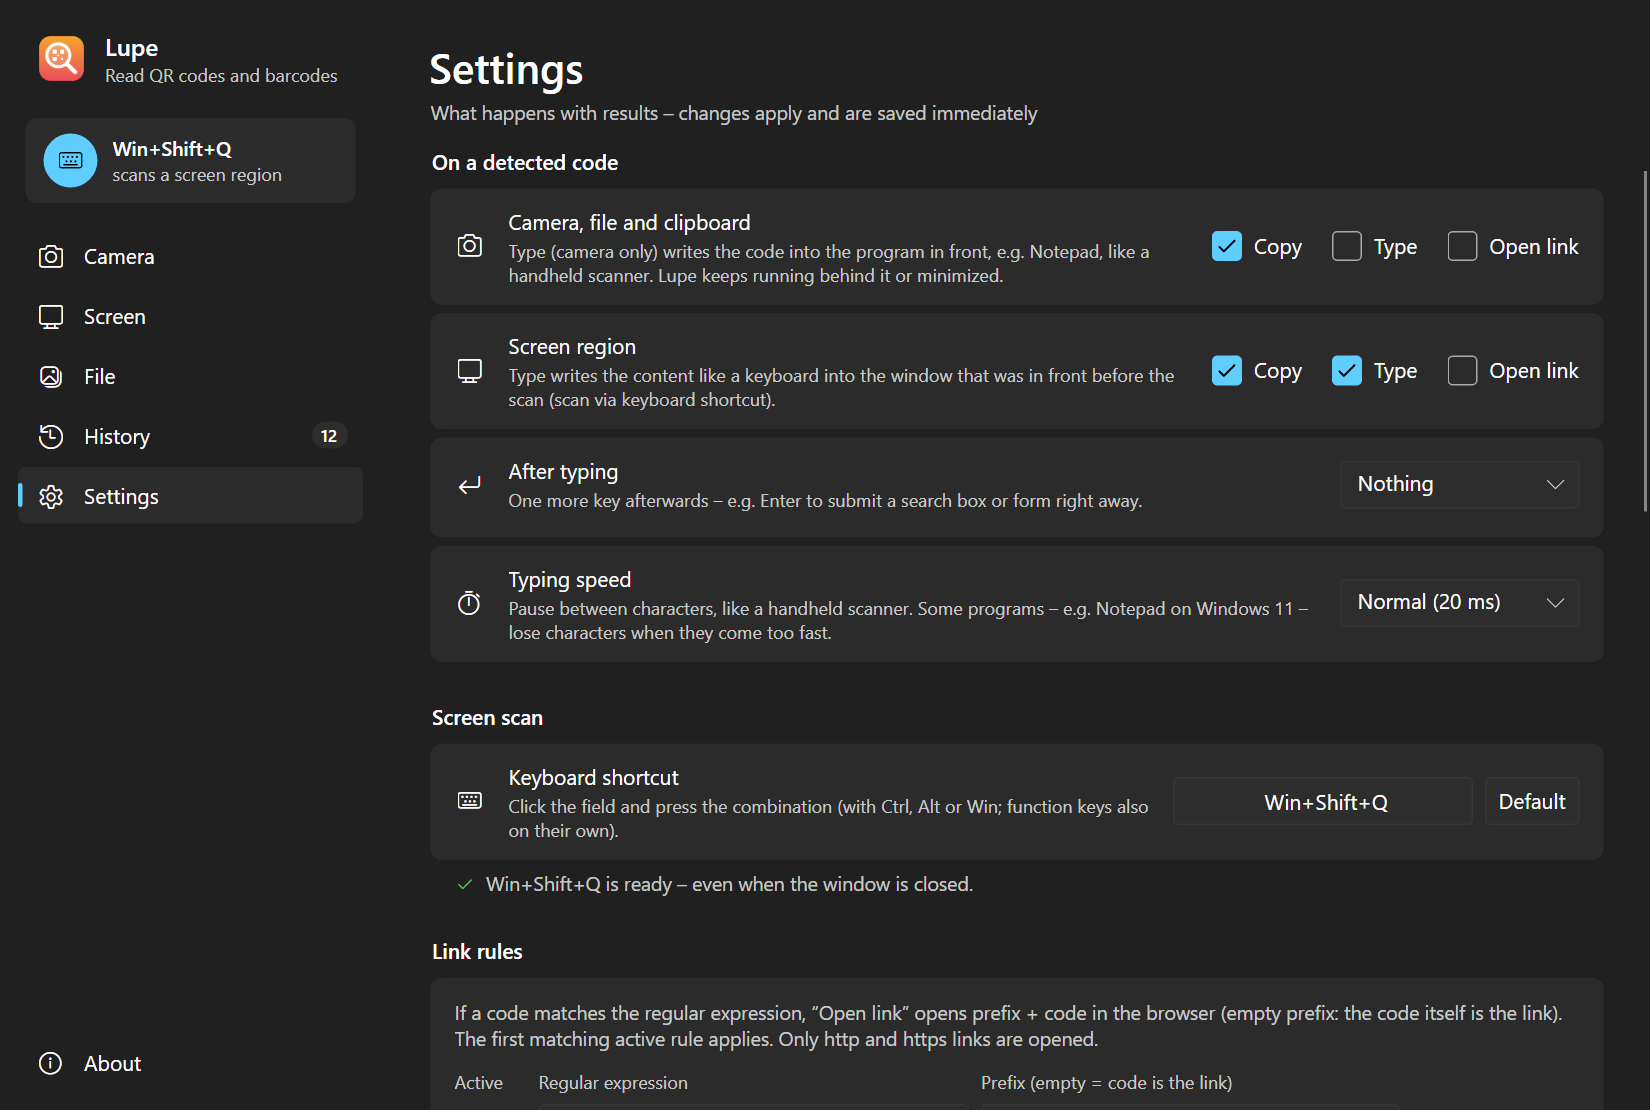 Lupe
Read QR codes and barcodes
Win+Shift+Q
scans a screen region
Camera
Screen
File
History
12
Settings
About
Settings
What happens with results – changes apply and are saved immediately
On a detected code
Camera, file and clipboard
Type (camera only) writes the code into the program in front, e.g. Notepad, like a
handheld scanner. Lupe keeps running behind it or minimized.
Copy
Type
Open link
Screen region
Type writes the content like a keyboard into the window that was in front before the
scan (scan via keyboard shortcut).
Copy
Type
Open link
After typing
One more key afterwards – e.g. Enter to submit a search box or form right away.
Nothing
Typing speed
Pause between characters, like a handheld scanner. Some programs – e.g. Notepad on Windows 11 –
lose characters when they come too fast.
Normal (20 ms)
Screen scan
Keyboard shortcut
Click the field and press the combination (with Ctrl, Alt or Win; function keys also
on their own).
Win+Shift+Q
Default
Win+Shift+Q is ready – even when the window is closed.
Link rules
If a code matches the regular expression, “Open link” opens prefix + code in the browser (empty prefix: the code itself is the link).
The first matching active rule applies. Only http and https links are opened.
Active
Regular expression
Prefix (empty = code is the link)